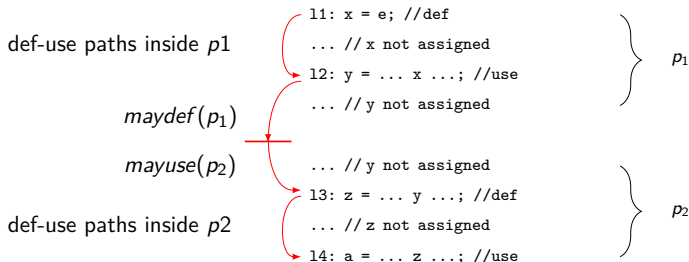 l1: x = e; //def
def-use paths inside p1
... // x not assigned
l2: y = ... x ...; //use
p1
... // y not assigned
maydef(p1)
mayuse(p2)
... // y not assigned
l3: z = ... y ...; //def
p2
def-use paths inside p2
... // z not assigned
l4: a = ... z ...; //use